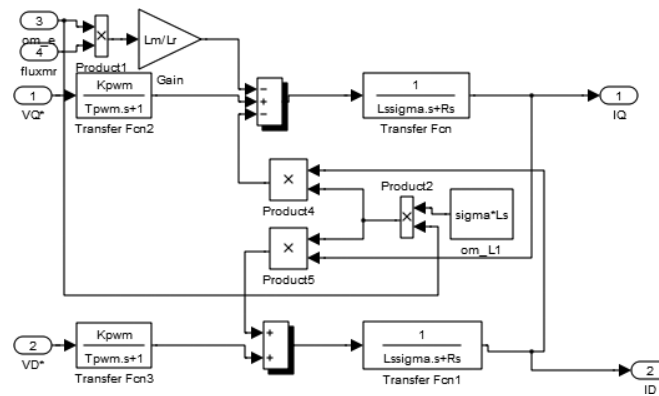 3
om_e
4
fluxmr
Product1
Lm/Lr
Gain
1
VQ*
Kpwm
Tpwm.s+1
Transfer Fcn2
−
+
−
1
Lssigma.s+Rs
Transfer Fcn
1
IQ
×
×
Product4
Product2
×
sigma*Ls
om_L1
×
Product5
2
VD*
Kpwm
Tpwm.s+1
Transfer Fcn3
+
+
1
Lssigma.s+Rs
Transfer Fcn1
2
ID